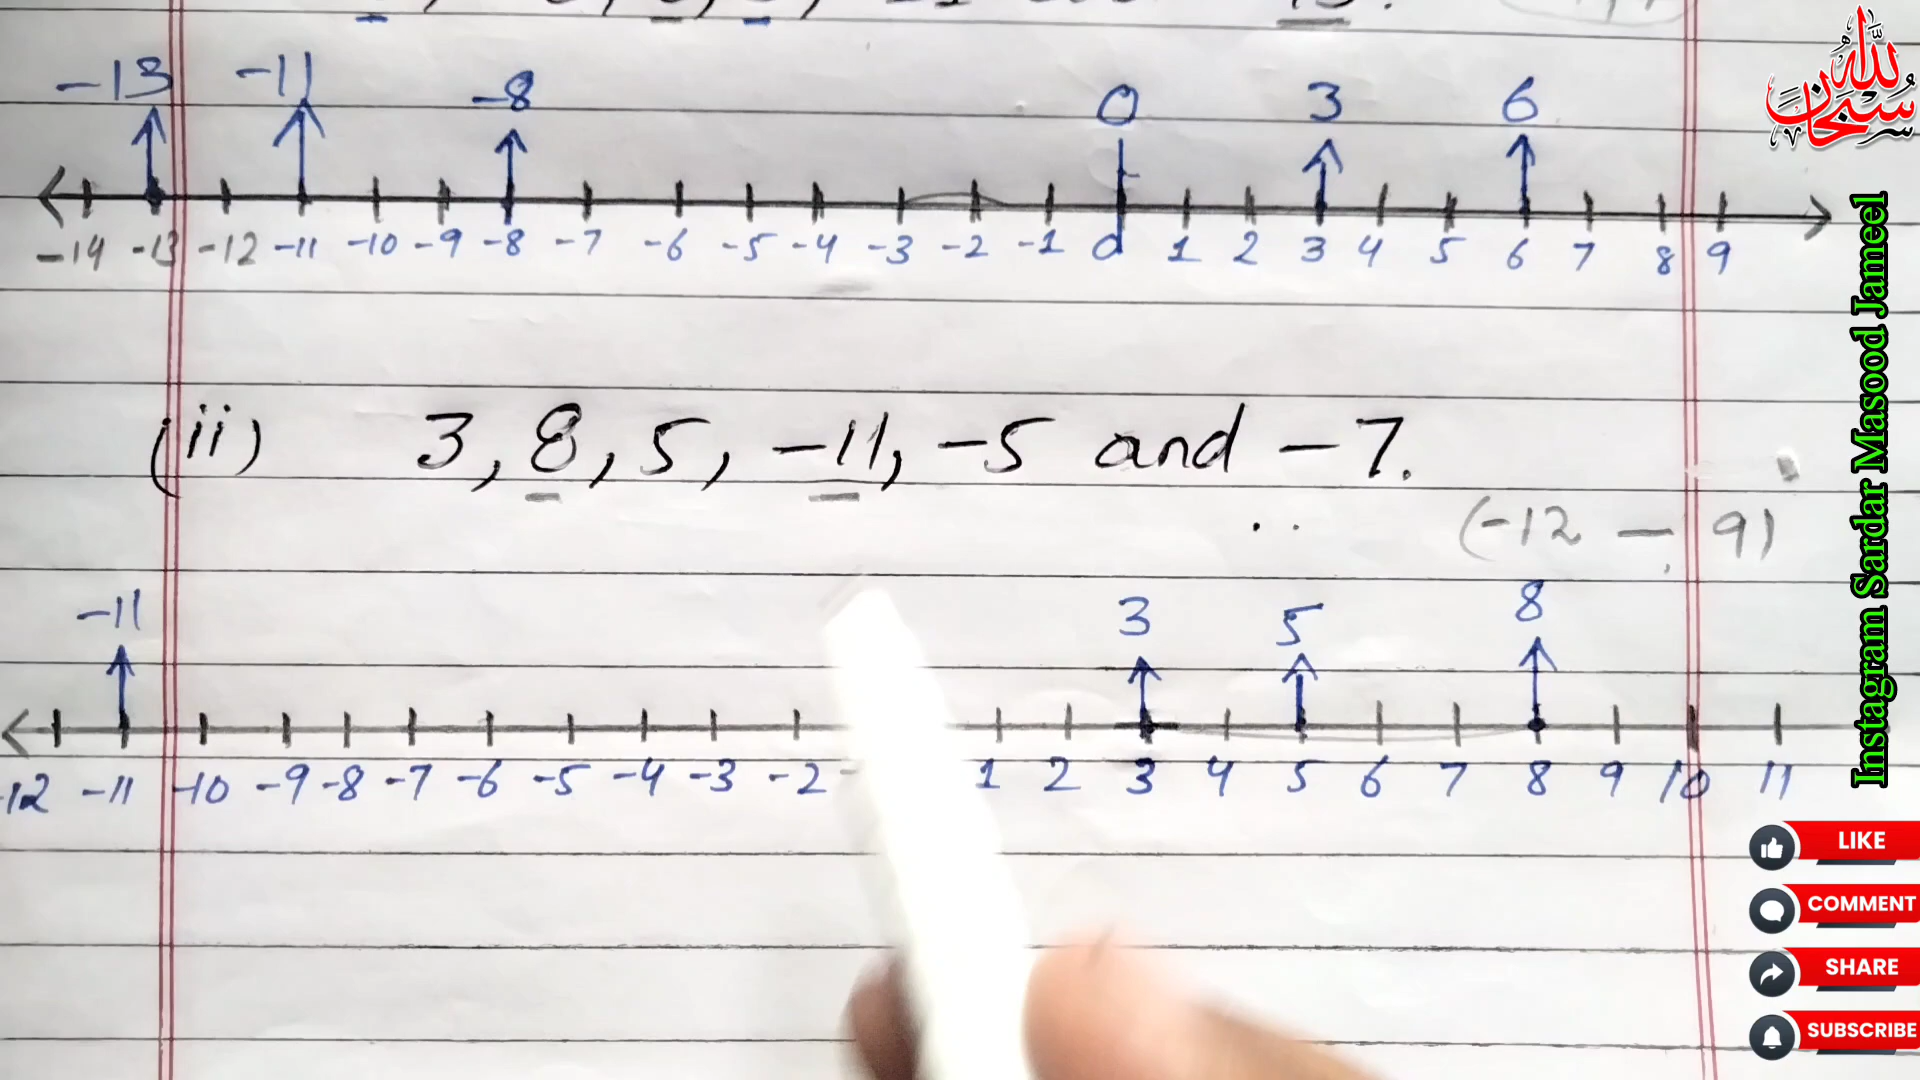 -13 -11 -8 0 3 6
-14 -13 -12 -11 -10 -9 -8 -7 -6 -5 -4 -3 -2 -1 0 1 2 3 4 5 6 7 8 9
(ii) 3, 8, 5, -11, -5 and -7.
(-12 — 9)
-11 3 5 8
-12 -11 -10 -9 -8 -7 -6 -5 -4 -3 -2 1 2 3 4 5 6 7 8 9 10 11
سُبْحَانَ اللّٰه
Instagram Sardar Masood Jameel
LIKE
COMMENT
SHARE
SUBSCRIBE